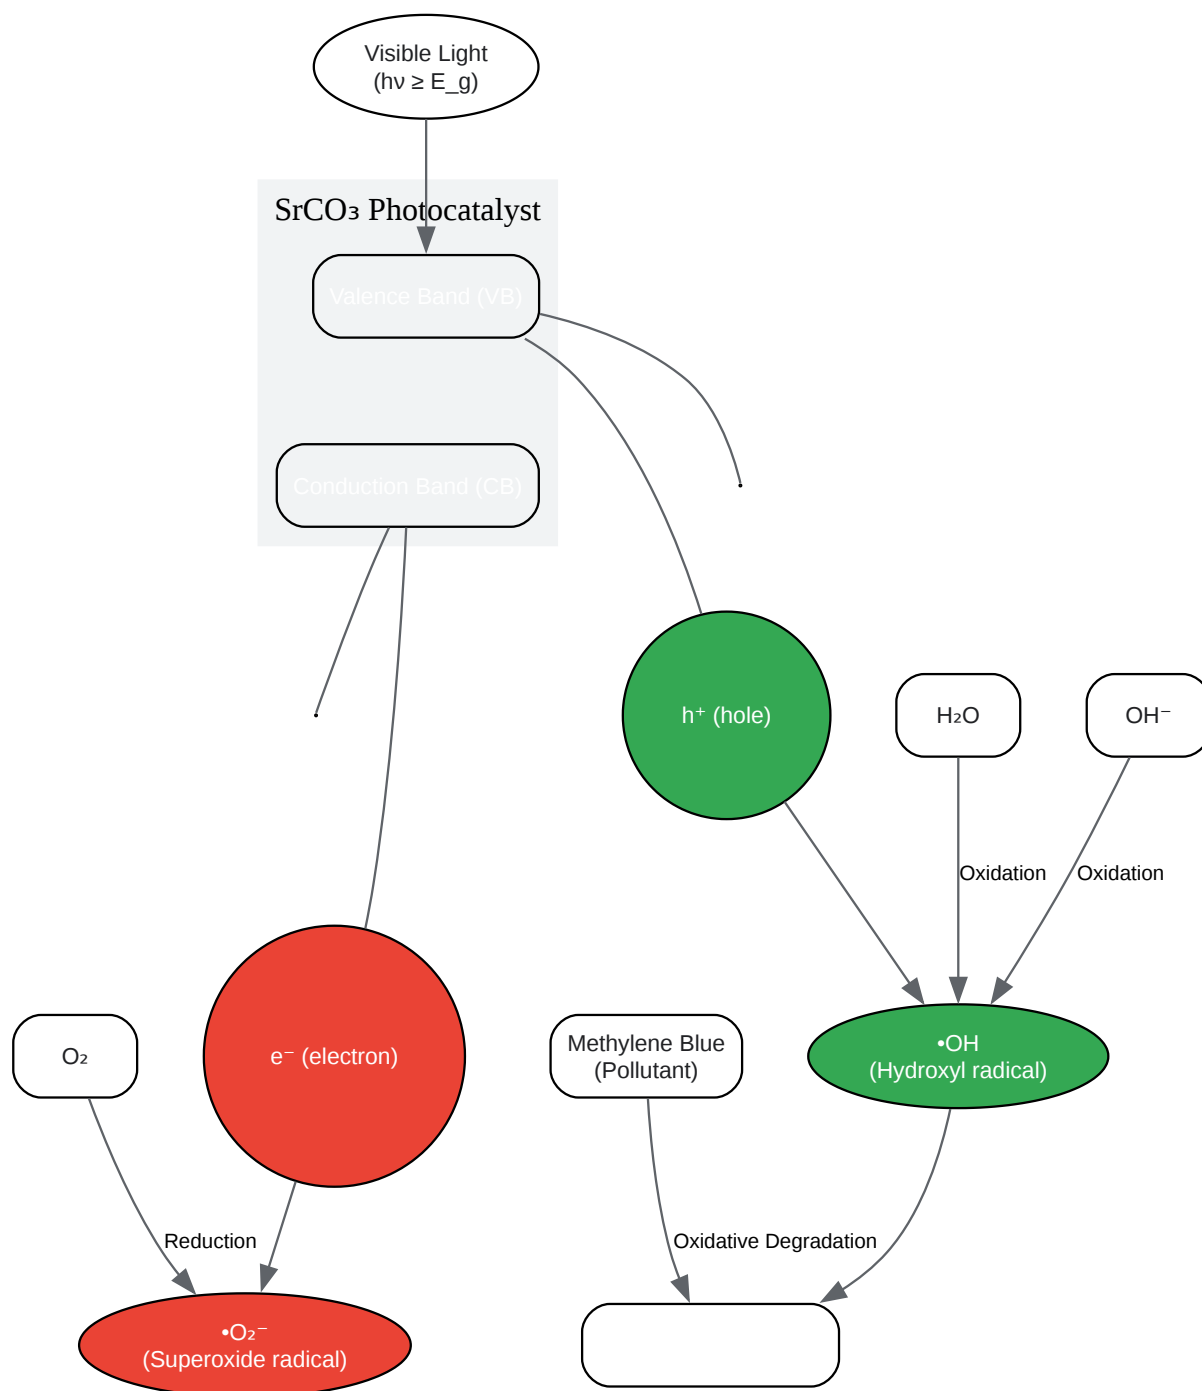 Visible Light
(hν ≥ E_g)
SrCO₃ Photocatalyst
Valence Band (VB)
Conduction Band (CB)
h⁺ (hole)
H₂O
OH⁻
Oxidation
Oxidation
O₂
e⁻ (electron)
Methylene Blue
(Pollutant)
•OH
(Hydroxyl radical)
Reduction
Oxidative Degradation
•O₂⁻
(Superoxide radical)